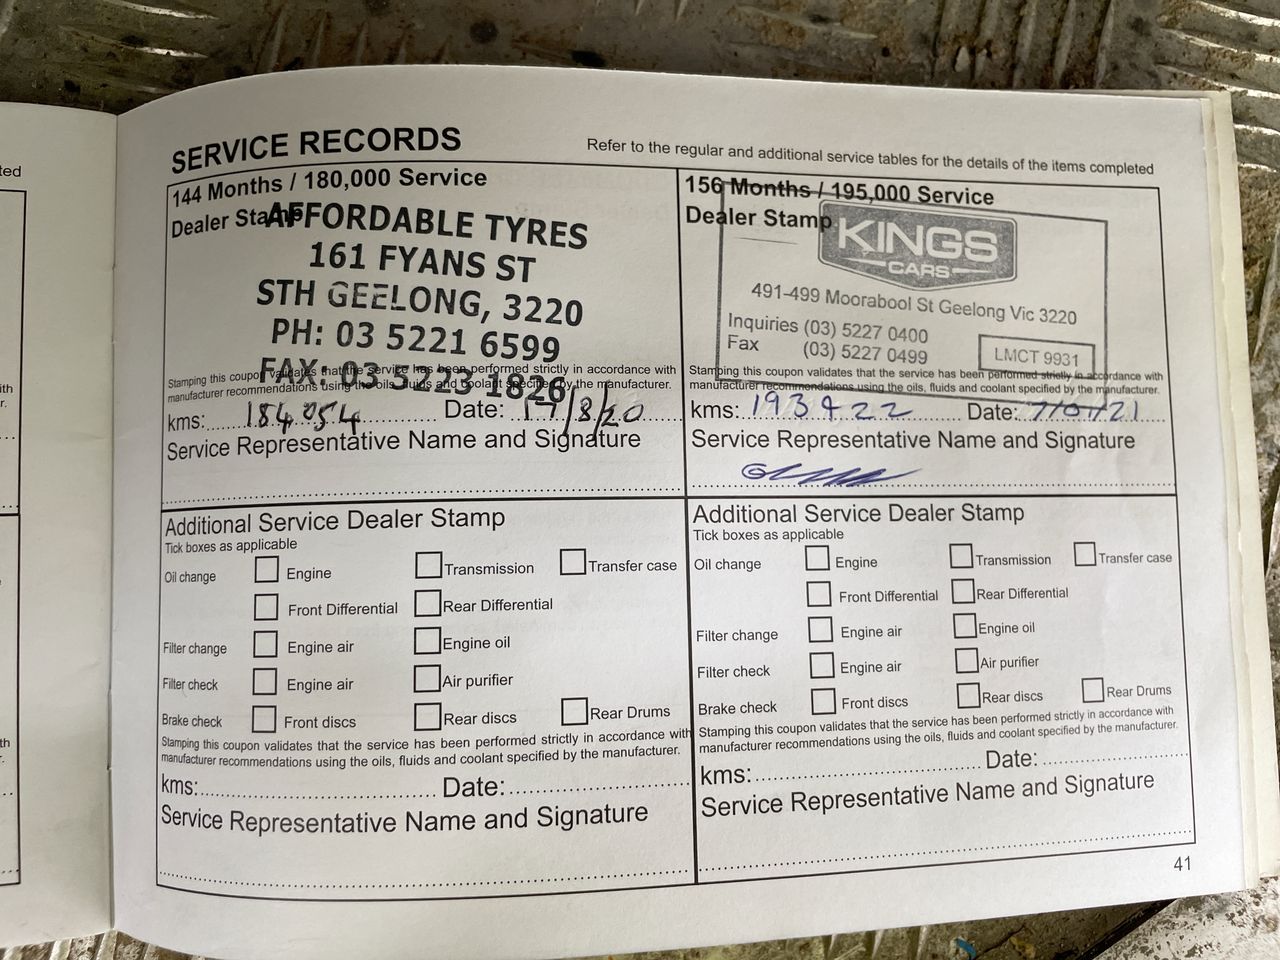 ted
ith
r.
th
r.
SERVICE RECORDS
Refer to the regular and additional service tables for the details of the items completed
144 Months / 180,000 Service
Dealer Stamp
AFFORDABLE TYRES
161 FYANS ST
STH GEELONG, 3220
PH: 03 5221 6599
FAX: 03 5223 1826
Stamping this coupon validates that the service has been performed strictly in accordance with
manufacturer recommendations using the oils, fluids and coolant specified by the manufacturer.
kms: 184 054 Date: 17/8/20
Service Representative Name and Signature
156 Months / 195,000 Service
Dealer Stamp
KINGS
CARS
491-499 Moorabool St Geelong Vic 3220
Inquiries (03) 5227 0400
Fax (03) 5227 0499
LMCT 9931
Stamping this coupon validates that the service has been performed strictly in accordance with
manufacturer recommendations using the oils, fluids and coolant specified by the manufacturer.
kms: 193422 Date: 7/01/21
Service Representative Name and Signature
Additional Service Dealer Stamp
Tick boxes as applicable
Oil change Engine Transmission Transfer case
Front Differential Rear Differential
Filter change Engine air Engine oil
Filter check Engine air Air purifier
Brake check Front discs Rear discs Rear Drums
Stamping this coupon validates that the service has been performed strictly in accordance with
manufacturer recommendations using the oils, fluids and coolant specified by the manufacturer.
kms: Date:
Service Representative Name and Signature
Additional Service Dealer Stamp
Tick boxes as applicable
Oil change Engine Transmission Transfer case
Front Differential Rear Differential
Filter change Engine air Engine oil
Filter check Engine air Air purifier
Brake check Front discs Rear discs Rear Drums
Stamping this coupon validates that the service has been performed strictly in accordance with
manufacturer recommendations using the oils, fluids and coolant specified by the manufacturer.
kms: Date:
Service Representative Name and Signature
41